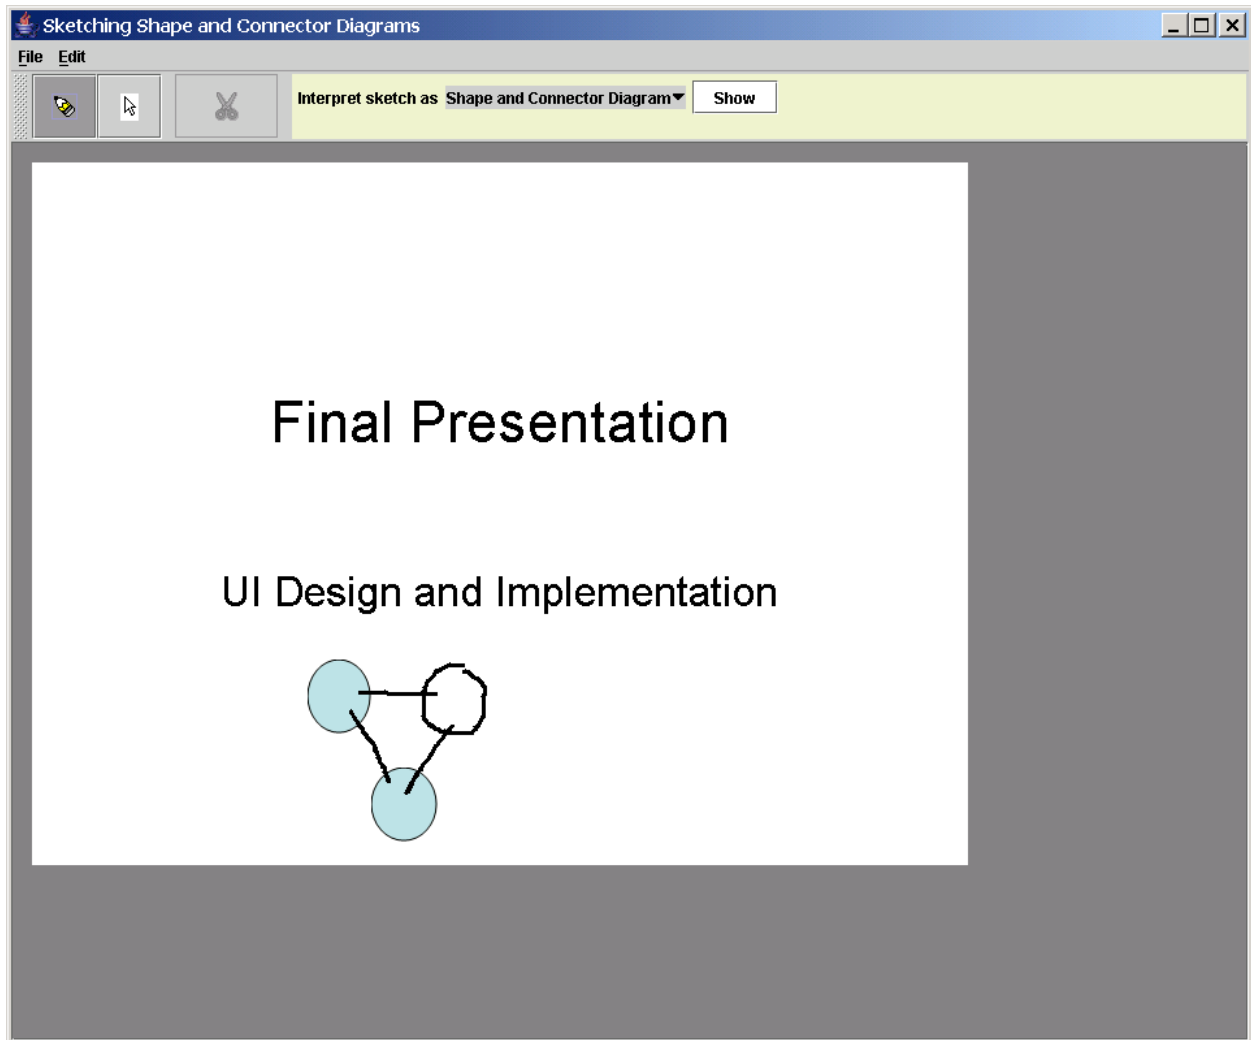 Sketching Shape and Connector Diagrams
File Edit
Interpret sketch as Shape and Connector Diagram Show
Final Presentation
UI Design and Implementation